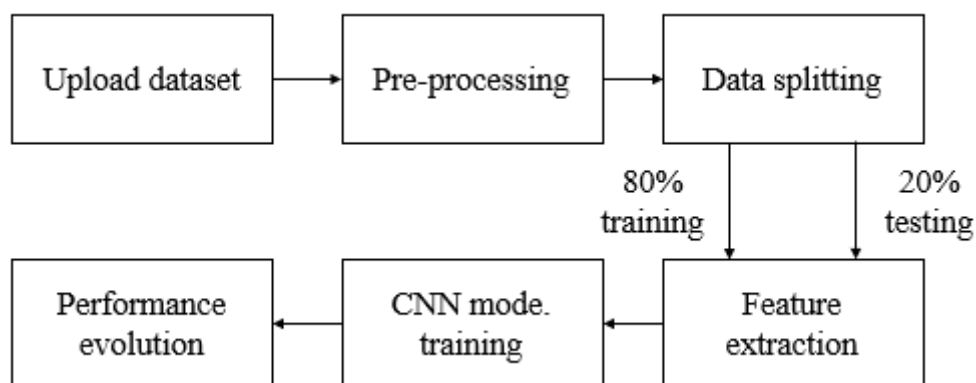 Upload dataset
Pre-processing
Data splitting
80%
training
20%
testing
Performance
evolution
CNN mode.
training
Feature
extraction